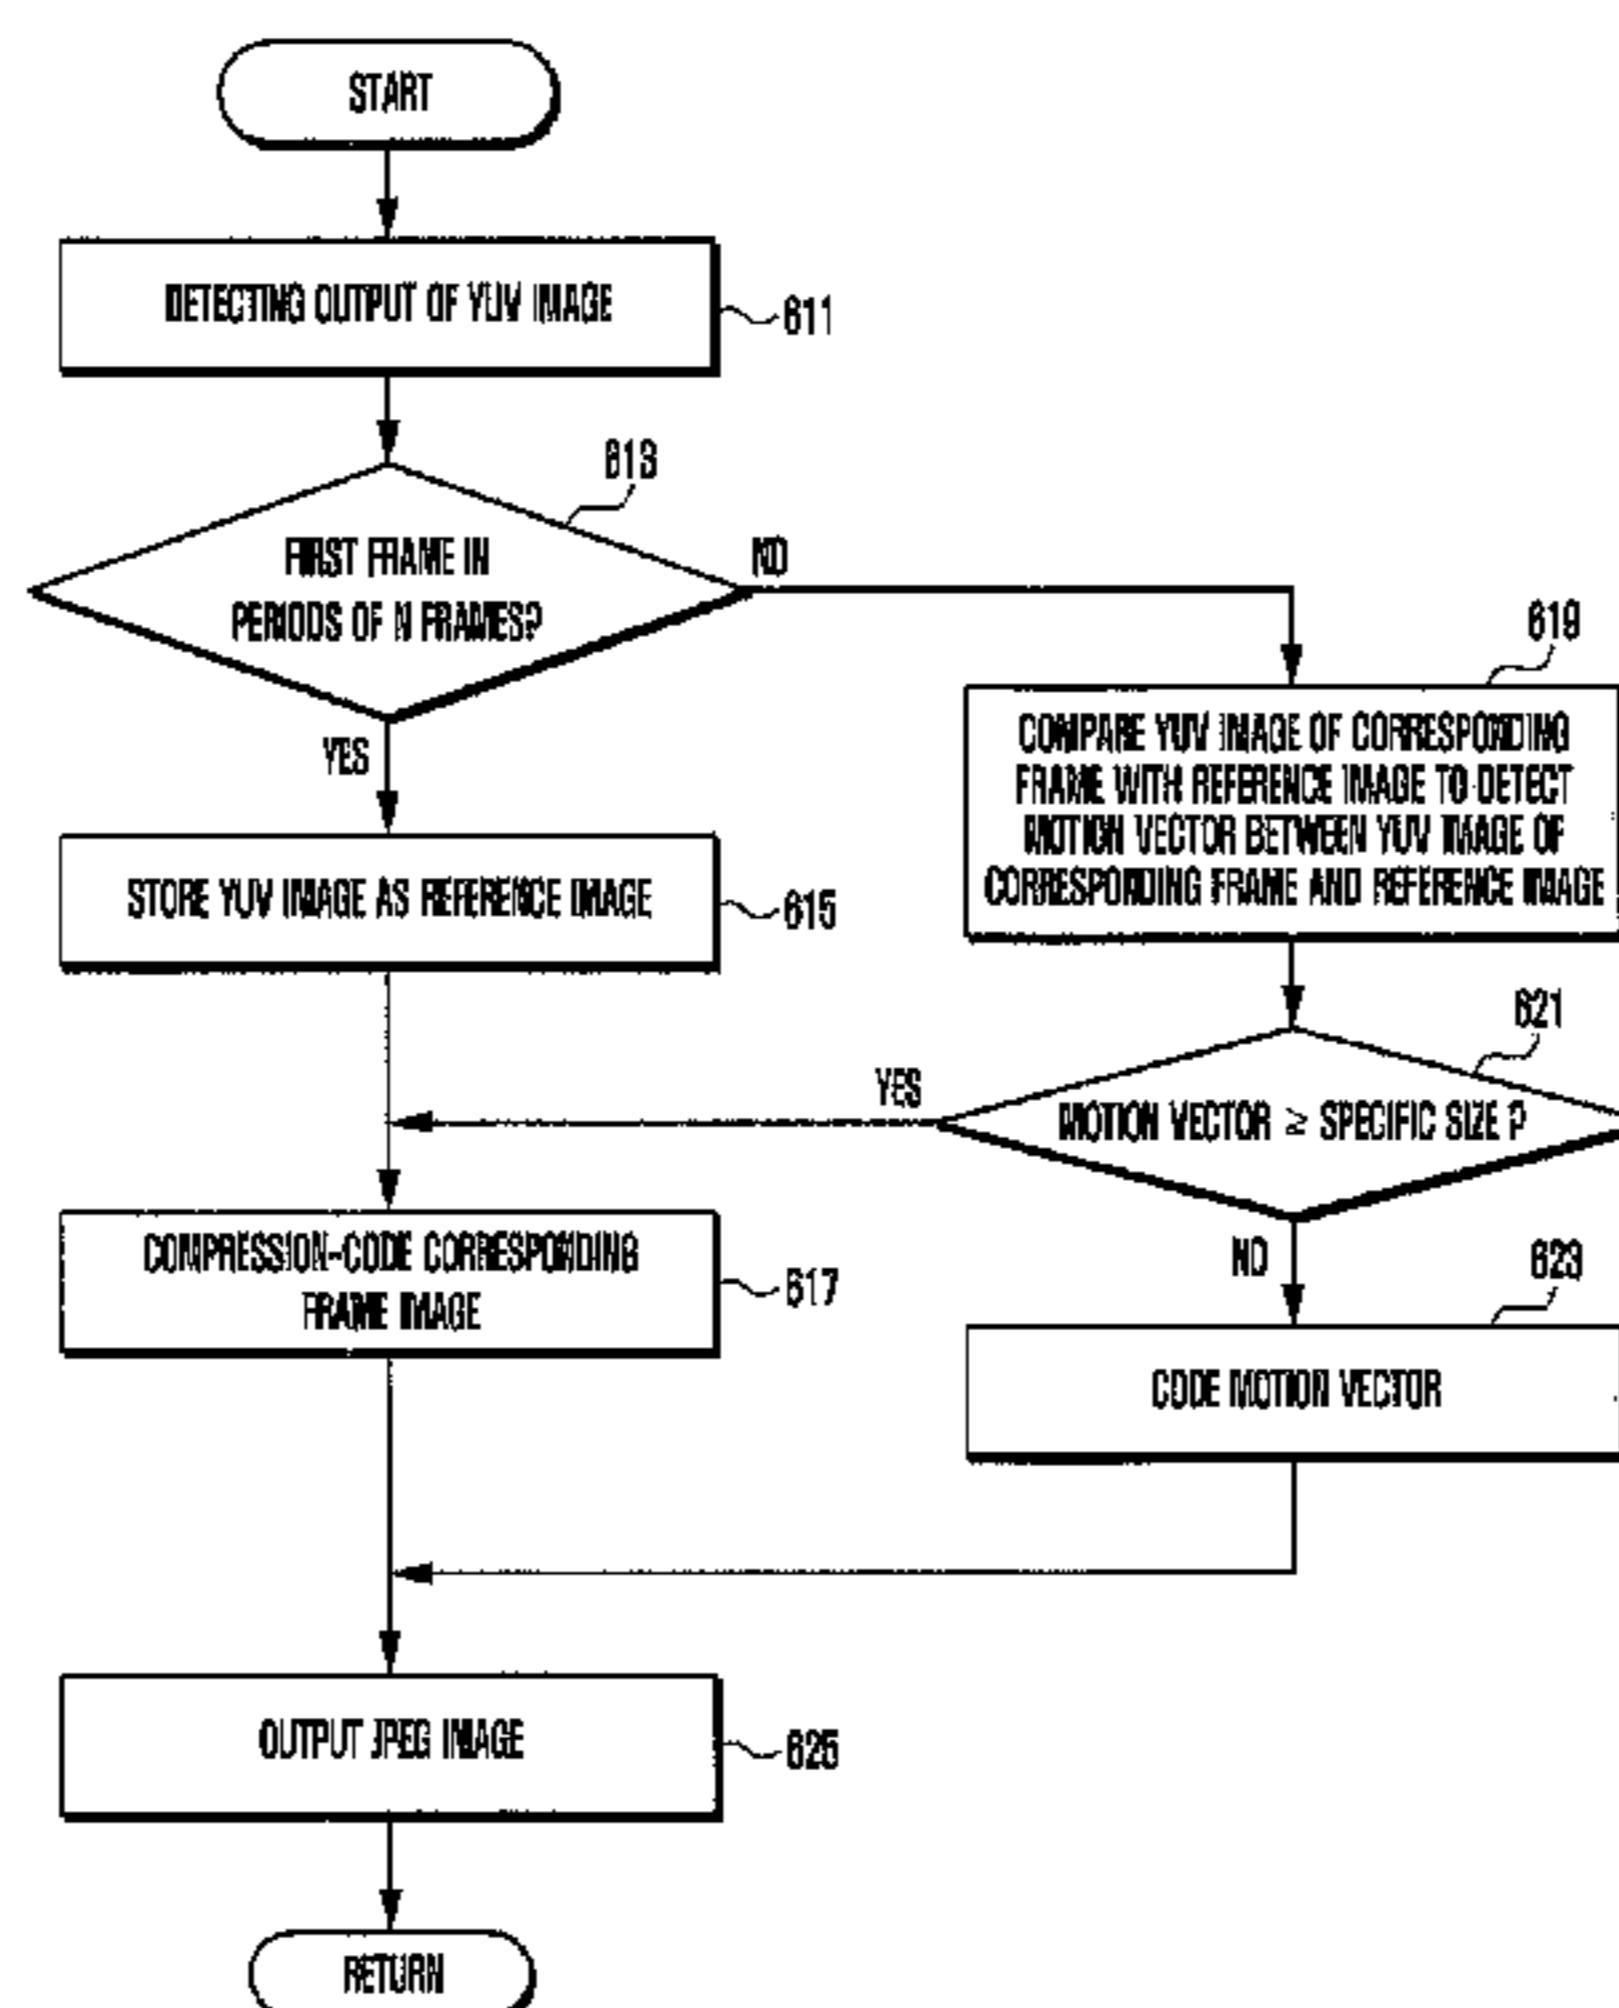 START
DETECTING OUTPUT OF YUV IMAGE
611
613
FIRST FRAME IN
PERIODS OF N FRAMES?
NO
YES
619
COMPARE YUV IMAGE OF CORRESPONDING
FRAME WITH REFERENCE IMAGE TO DETECT
MOTION VECTOR BETWEEN YUV IMAGE OF
CORRESPONDING FRAME AND REFERENCE IMAGE
STORE YUV IMAGE AS REFERENCE IMAGE
615
621
YES
MOTION VECTOR ≥ SPECIFIC SIZE ?
NO
COMPRESSION-CODE CORRESPONDING
FRAME IMAGE
617
623
CODE MOTION VECTOR
OUTPUT JPEG IMAGE
625
RETURN